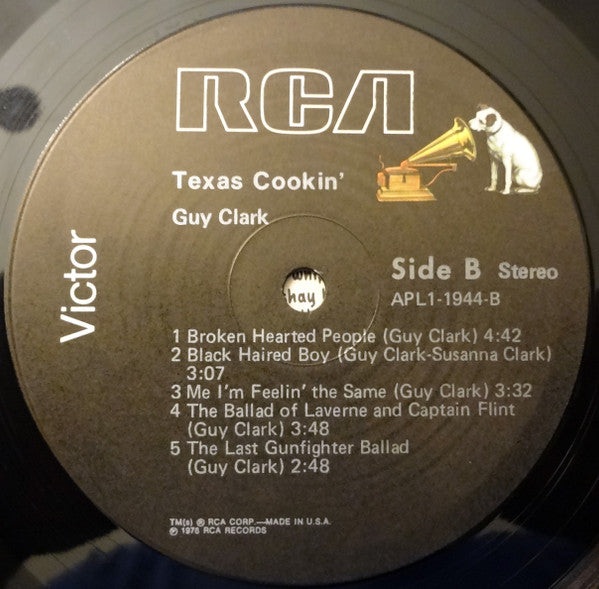 RCA
Texas Cookin'
Guy Clark
Victor
Side B Stereo
APL1-1944-B
hay
1 Broken Hearted People (Guy Clark) 4:42
2 Black Haired Boy (Guy Clark-Susanna Clark)
3:07
3 Me I'm Feelin' the Same (Guy Clark) 3:32
4 The Ballad of Laverne and Captain Flint
(Guy Clark) 3:48
5 The Last Gunfighter Ballad
(Guy Clark) 2:48
TM(s) ® RCA CORP.—MADE IN U.S.A.
℗ 1976 RCA RECORDS